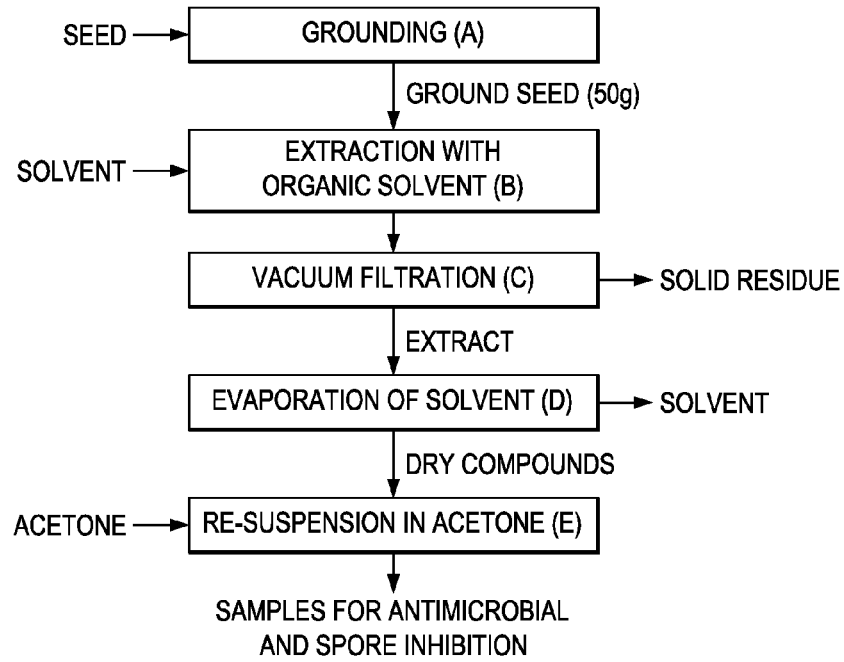 SEED
GROUNDING (A)
GROUND SEED (50g)
SOLVENT
EXTRACTION WITH
ORGANIC SOLVENT (B)
VACUUM FILTRATION (C)
SOLID RESIDUE
EXTRACT
EVAPORATION OF SOLVENT (D)
SOLVENT
DRY COMPOUNDS
ACETONE
RE-SUSPENSION IN ACETONE (E)
SAMPLES FOR ANTIMICROBIAL
AND SPORE INHIBITION